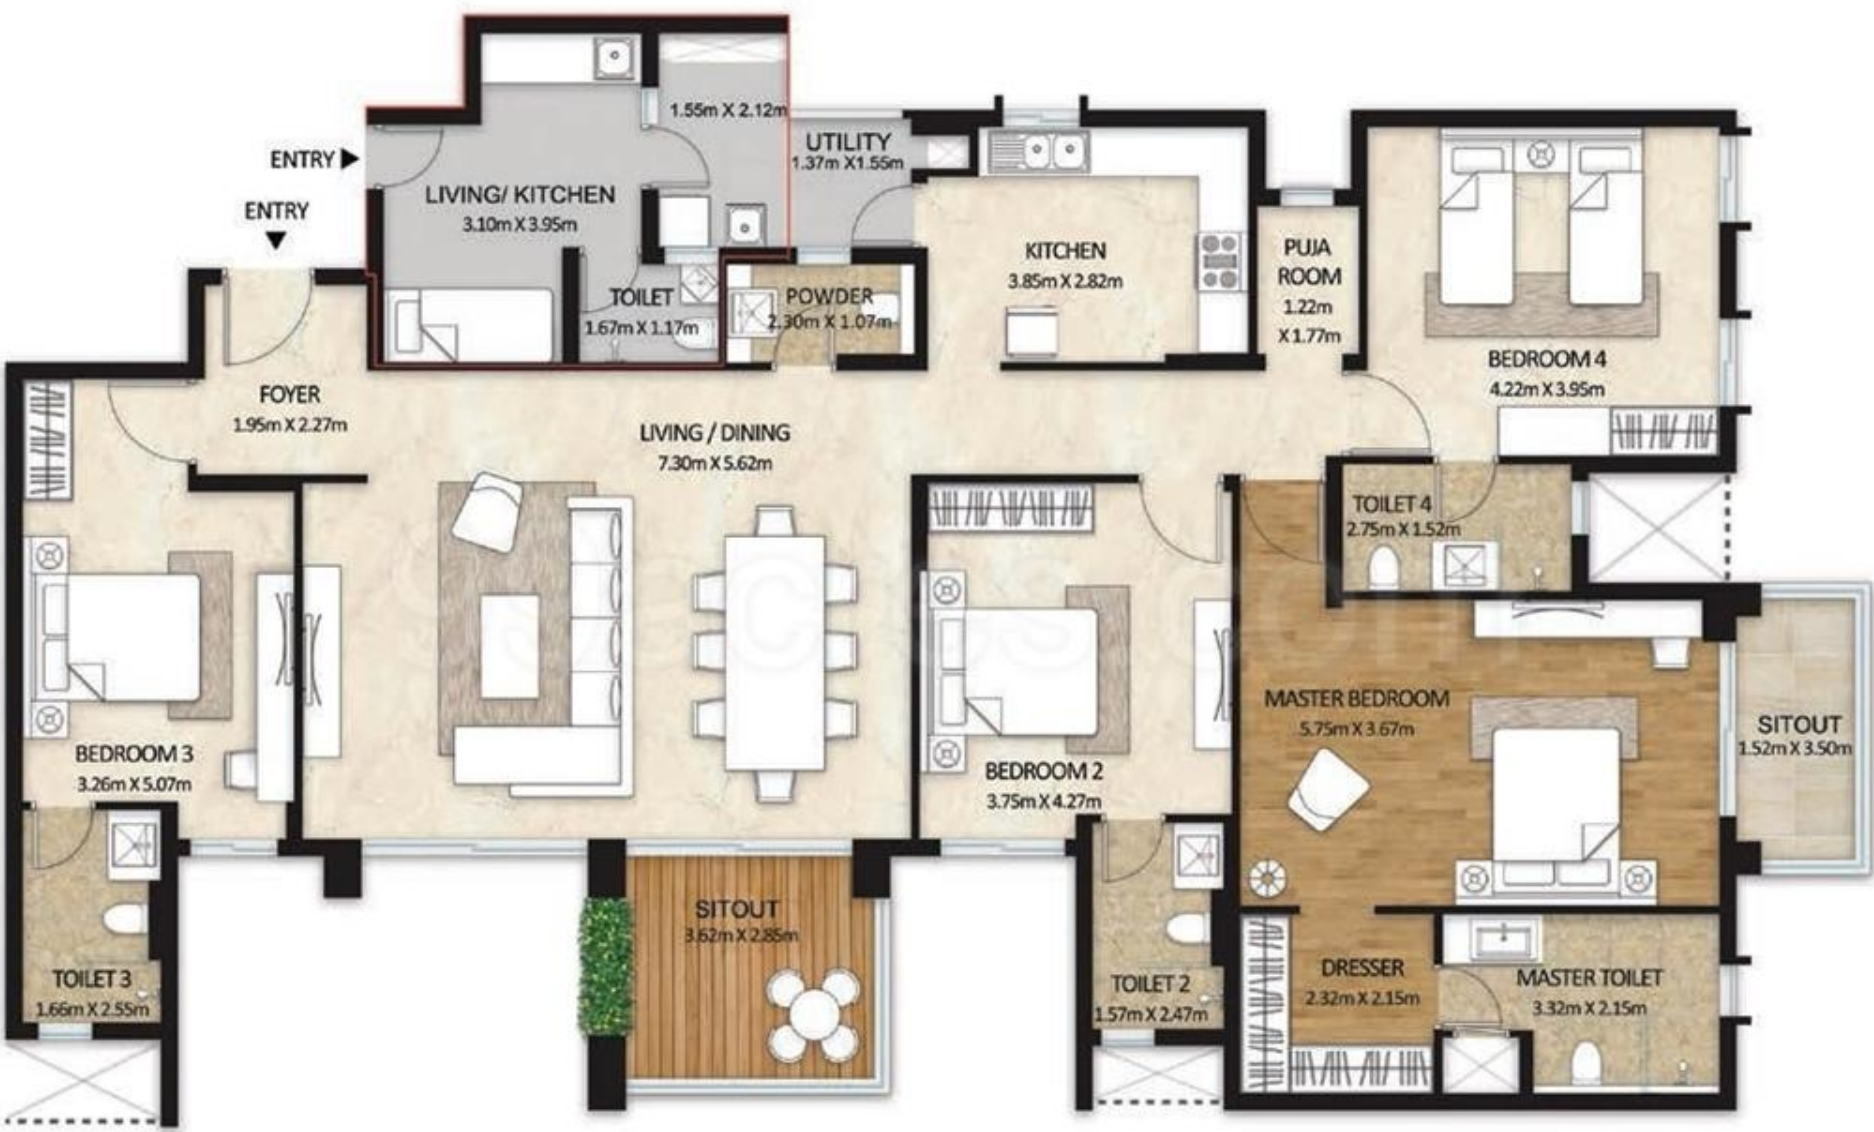 1.55m X 2.12m
UTILITY
1.37m X1.55m
ENTRY
ENTRY
LIVING/ KITCHEN
3.10m X 3.95m
KITCHEN
3.85m X 2.82m
PUJA
ROOM
1.22m
X 1.77m
TOILET
1.67m X 1.17m
POWDER
2.30m X 1.07m
BEDROOM 4
4.22m X 3.95m
FOYER
1.95m X 2.27m
LIVING / DINING
7.30m X 5.62m
TOILET 4
2.75m X 1.52m
MASTER BEDROOM
5.75m X 3.67m
SITOUT
1.52m X 3.50m
BEDROOM 3
3.26m X 5.07m
BEDROOM 2
3.75m X 4.27m
SITOUT
3.62m X 2.85m
TOILET 3
1.66m X 2.55m
TOILET 2
1.57m X 2.47m
DRESSER
2.32m X 2.15m
MASTER TOILET
3.32m X 2.15m